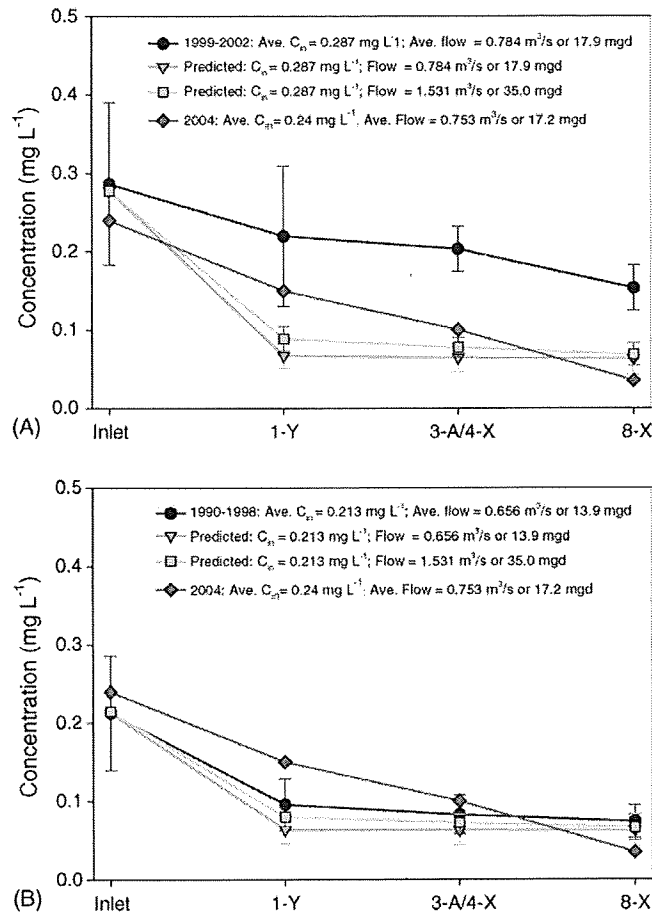 0.5
0.4
0.3
0.2
0.1
0.0
Concentration (mg L⁻¹)
1999-2002: Ave. Cᵢₙ = 0.287 mg L⁻1; Ave. flow = 0.784 m³/s or 17.9 mgd
Predicted: Cᵢₙ = 0.287 mg L⁻¹; Flow = 0.784 m³/s or 17.9 mgd
Predicted: Cᵢₙ = 0.287 mg L⁻¹; Flow = 1.531 m³/s or 35.0 mgd
2004: Ave. Cᵢₙ = 0.24 mg L⁻¹. Ave. Flow = 0.753 m³/s or 17.2 mgd
(A)
Inlet 1-Y 3-A/4-X 8-X
0.5
0.4
0.3
0.2
0.1
0.0
Concentration (mg L⁻¹)
1990-1998: Ave. Cᵢₙ = 0.213 mg L⁻¹; Ave. flow = 0.656 m³/s or 13.9 mgd
Predicted: Cᵢₙ = 0.213 mg L⁻¹; Flow = 0.656 m³/s or 13.9 mgd
Predicted: Cᵢₙ = 0.213 mg L⁻¹; Flow = 1.531 m³/s or 35.0 mgd
2004: Ave. Cᵢₙ = 0.24 mg L⁻¹; Ave. Flow = 0.753 m³/s or 17.2 mgd
(B)
Inlet 1-Y 3-A/4-X 8-X